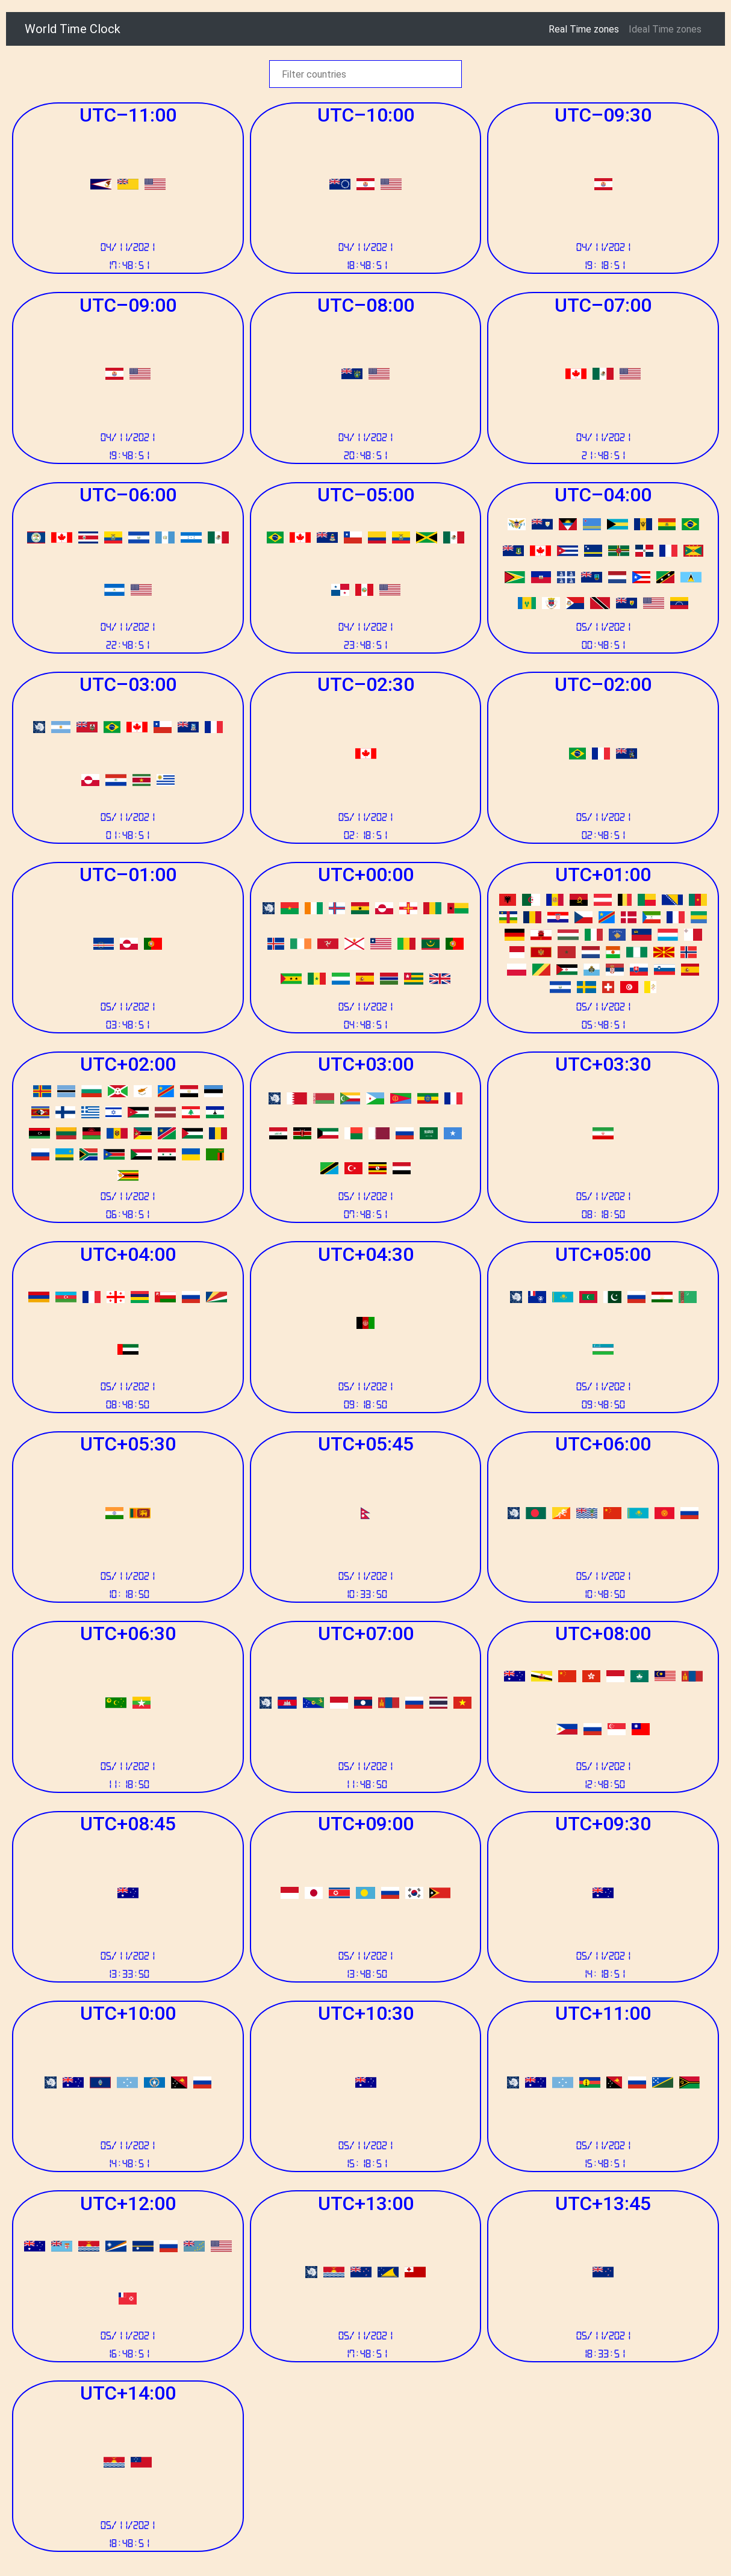 World Time Clock
Real Time zones Ideal Time zones
Filter countries
UTC−11:00
04/11/2021
17:48:51
UTC−10:00
04/11/2021
18:48:51
UTC−09:30
04/11/2021
19:18:51
UTC−09:00
04/11/2021
19:48:51
UTC−08:00
04/11/2021
20:48:51
UTC−07:00
04/11/2021
21:48:51
UTC−06:00
04/11/2021
22:48:51
UTC−05:00
04/11/2021
23:48:51
UTC−04:00
05/11/2021
00:48:51
UTC−03:00
05/11/2021
01:48:51
UTC−02:30
05/11/2021
02:18:51
UTC−02:00
05/11/2021
02:48:51
UTC−01:00
05/11/2021
03:48:51
UTC+00:00
05/11/2021
04:48:51
UTC+01:00
05/11/2021
05:48:51
UTC+02:00
05/11/2021
06:48:51
UTC+03:00
05/11/2021
07:48:51
UTC+03:30
05/11/2021
08:18:50
UTC+04:00
05/11/2021
08:48:50
UTC+04:30
05/11/2021
09:18:50
UTC+05:00
05/11/2021
09:48:50
UTC+05:30
05/11/2021
10:18:50
UTC+05:45
05/11/2021
10:33:50
UTC+06:00
05/11/2021
10:48:50
UTC+06:30
05/11/2021
11:18:50
UTC+07:00
05/11/2021
11:48:50
UTC+08:00
05/11/2021
12:48:50
UTC+08:45
05/11/2021
13:33:50
UTC+09:00
05/11/2021
13:48:50
UTC+09:30
05/11/2021
14:18:51
UTC+10:00
05/11/2021
14:48:51
UTC+10:30
05/11/2021
15:18:51
UTC+11:00
05/11/2021
15:48:51
UTC+12:00
05/11/2021
16:48:51
UTC+13:00
05/11/2021
17:48:51
UTC+13:45
05/11/2021
18:33:51
UTC+14:00
05/11/2021
18:48:51